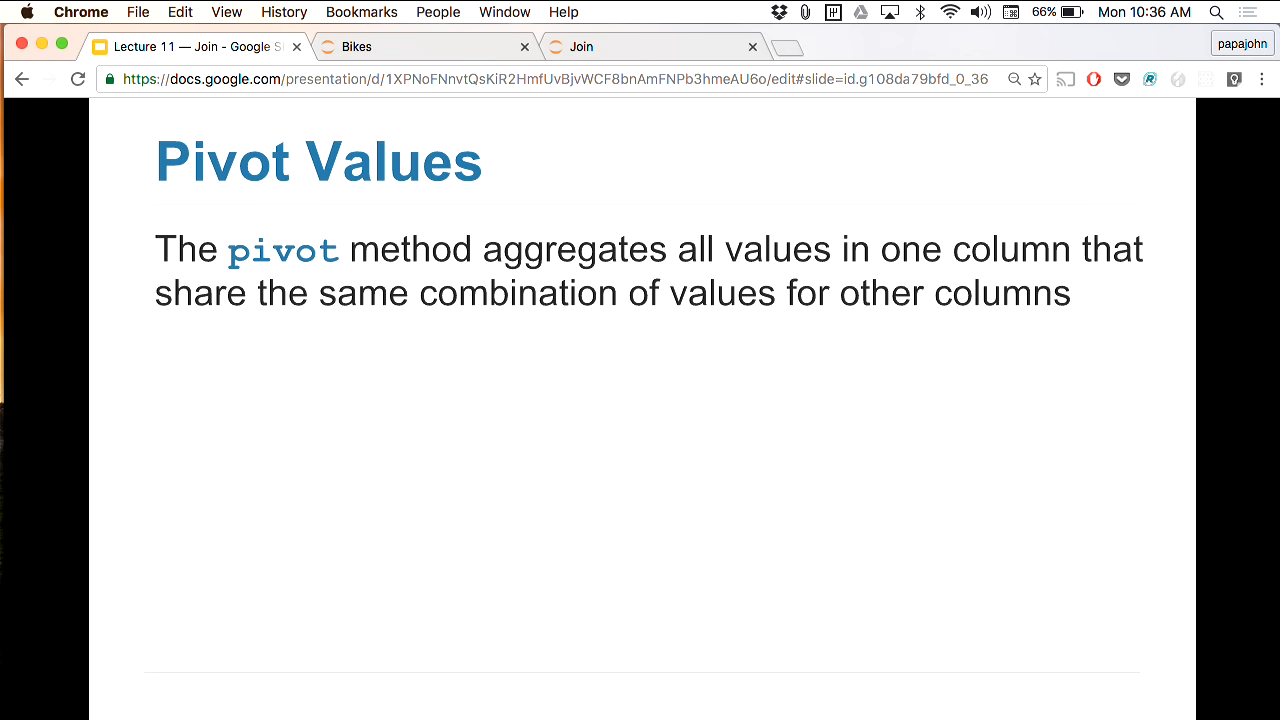 Chrome File Edit View History Bookmarks People Window Help 66% Mon 10:36 AM
Lecture 11 — Join - Google S Bikes Join papajohn
https://docs.google.com/presentation/d/1XPNoFNnvtQsKiR2HmfUvBjvWCF8bnAmFNPb3hmeAU6o/edit#slide=id.g108da79bfd_0_36
Pivot Values
The pivot method aggregates all values in one column that
share the same combination of values for other columns